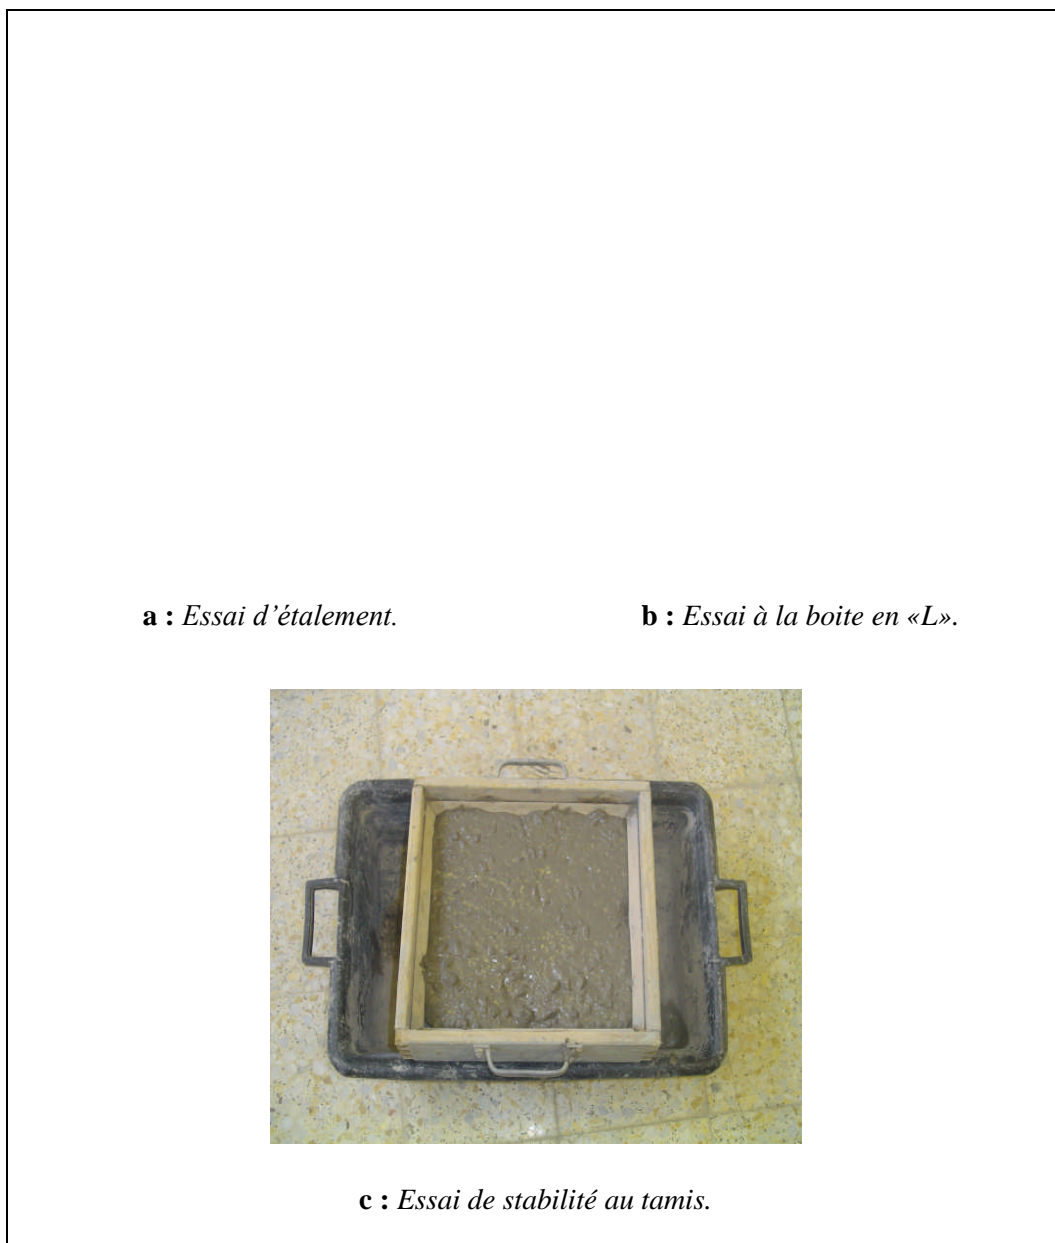 a : Essai d’étalement.
b : Essai à la boite en «L».
c : Essai de stabilité au tamis.